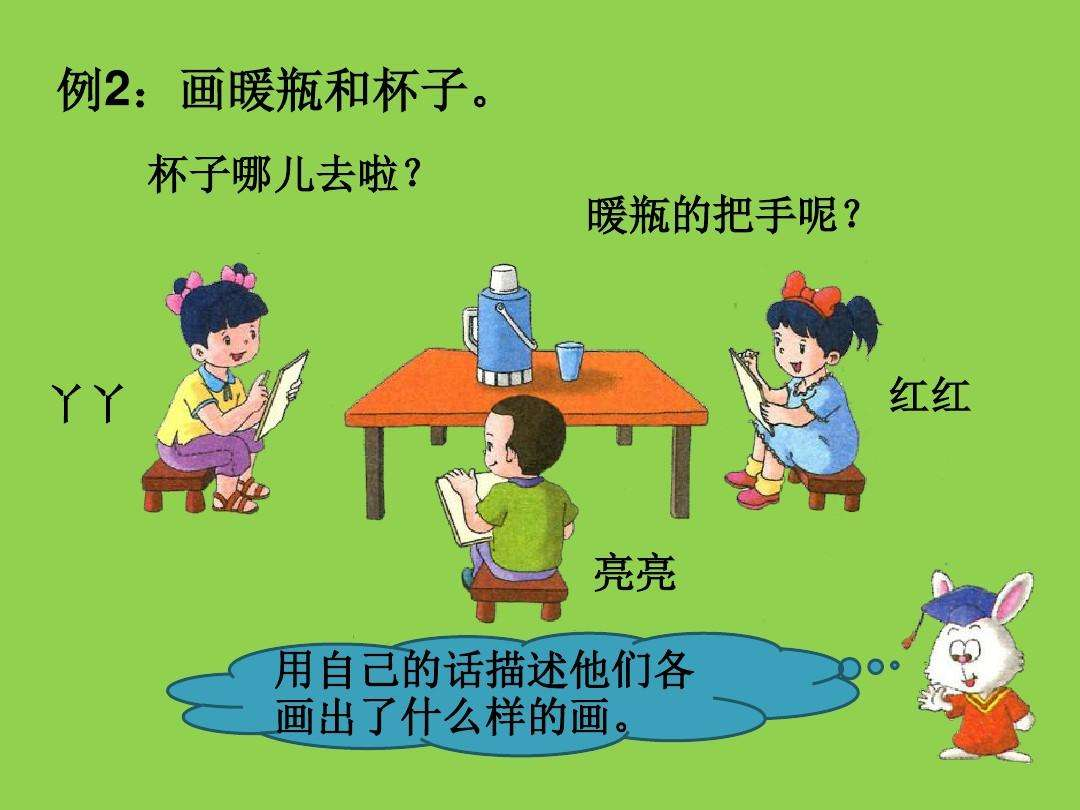 例2：画暖瓶和杯子。
杯子哪儿去啦？
暖瓶的把手呢？
丫丫
红红
亮亮
用自己的话描述他们各
画出了什么样的画。